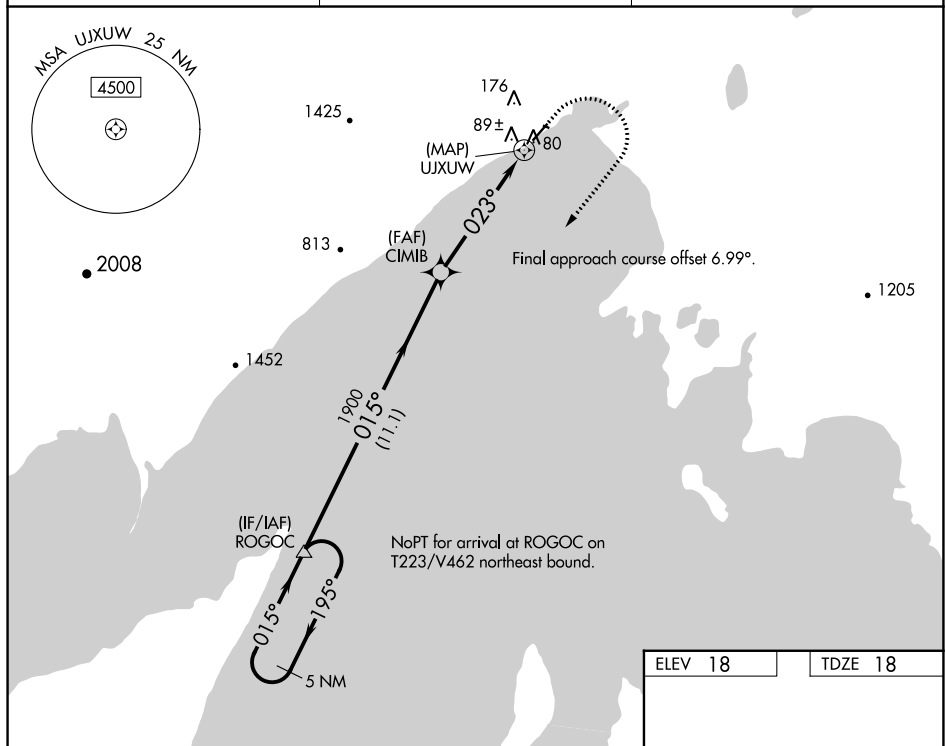 MSA UJXUW 25 NM
4500
1425
176
89±
80
(MAP)
UJXUW
023°
813
(FAF)
CIMIB
Final approach course offset 6.99°.
2008
1205
1452
1900
015°
(11.1)
(IF/IAF)
ROGOC
NoPT for arrival at ROGOC on
T223/V462 northeast bound.
015°
195°
5 NM
ELEV 18
TDZE 18